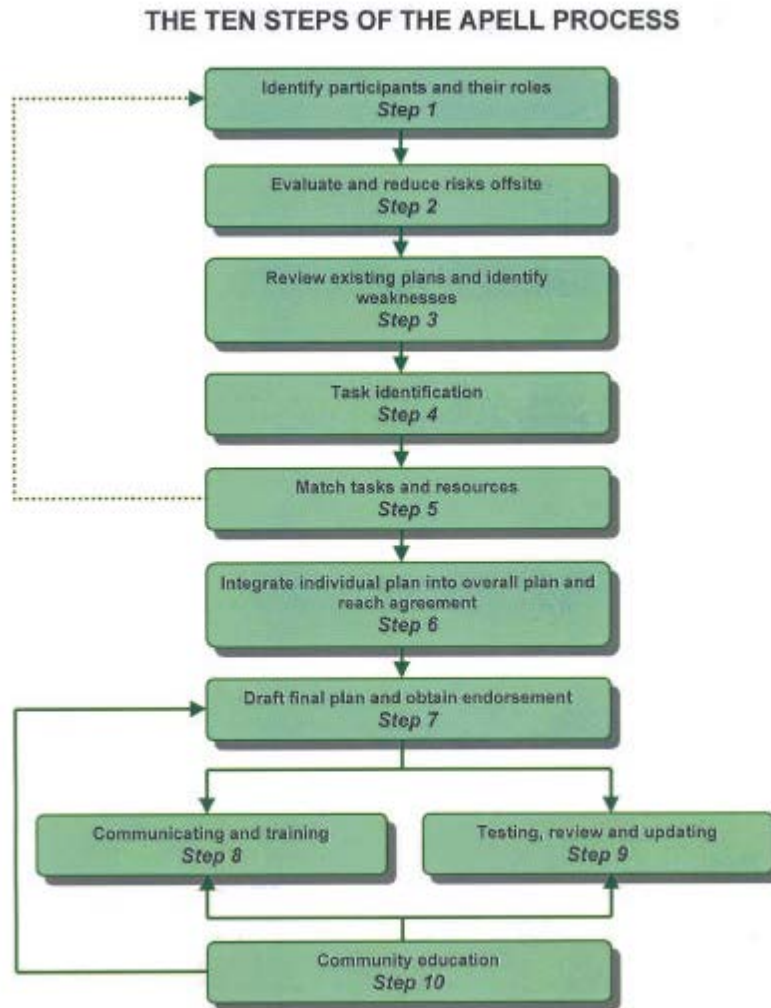 THE TEN STEPS OF THE APELL PROCESS
Identify participants and their roles
Step 1
Evaluate and reduce risks offsite
Step 2
Review existing plans and identify
weaknesses
Step 3
Task identification
Step 4
Match tasks and resources
Step 5
Integrate individual plan into overall plan and
reach agreement
Step 6
Draft final plan and obtain endorsement
Step 7
Communicating and training
Step 8
Testing, review and updating
Step 9
Community education
Step 10